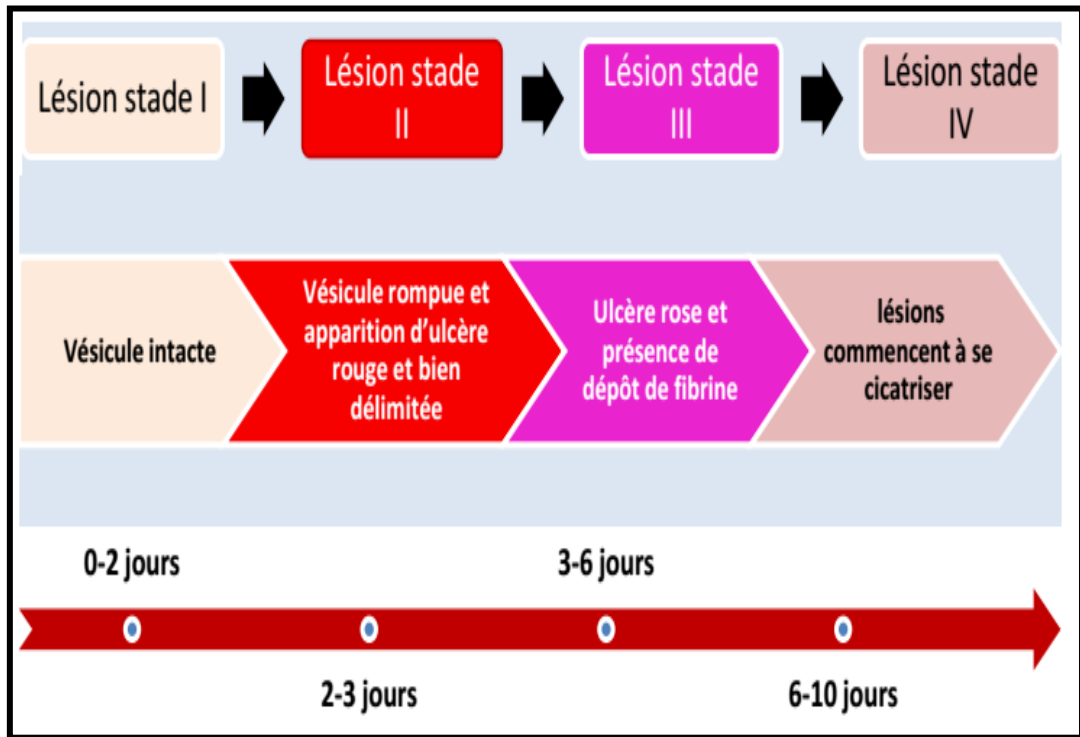 Lésion stade I
Lésion stade
II
Lésion stade
III
Lésion stade
IV
Vésicule intacte
Vésicule rompue et
apparition d’ulcère
rouge et bien
délimitée
Ulcère rose et
présence de
dépôt de fibrine
lésions
commencent à se
cicatriser
0-2 jours
2-3 jours
3-6 jours
6-10 jours